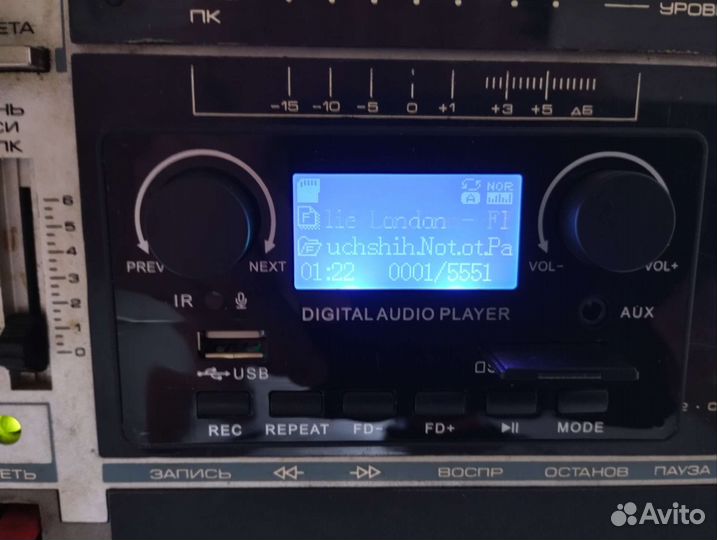 ПК
УРОВ
ЕТА
НЬ
СИ
ПК
-15 -10 -5 0 +1 +3 +5 дБ
6
5
4
3
2
1
0
NOR
A
F lie London - Fl
uchshih.Not.ot.Pa
01:22 0001/5551
PREV NEXT
VOL- VOL+
IR
DIGITAL AUDIO PLAYER
AUX
USB
REC REPEAT FD- FD+ MODE
ЕТЬ
ЗАПИСЬ ВОСПР ОСТАНОВ ПАУЗА
Avito